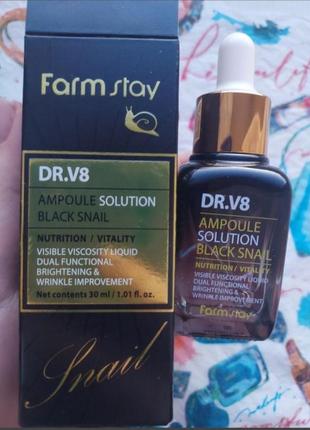 Farm stay
DR.V8
AMPOULE SOLUTION
BLACK SNAIL
NUTRITION / VITALITY
VISIBLE VISCOSITY LIQUID
DUAL FUNCTIONAL
BRIGHTENING &
WRINKLE IMPROVEMENT
Net contents 30 ml / 1.01 fl. oz.
Snail
DR.V8
AMPOULE
SOLUTION
BLACK SNAIL
NUTRITION / VITALITY
VISIBLE VISCOSITY LIQUID
DUAL FUNCTIONAL
BRIGHTENING &
WRINKLE IMPROVEMENT
Farm stay